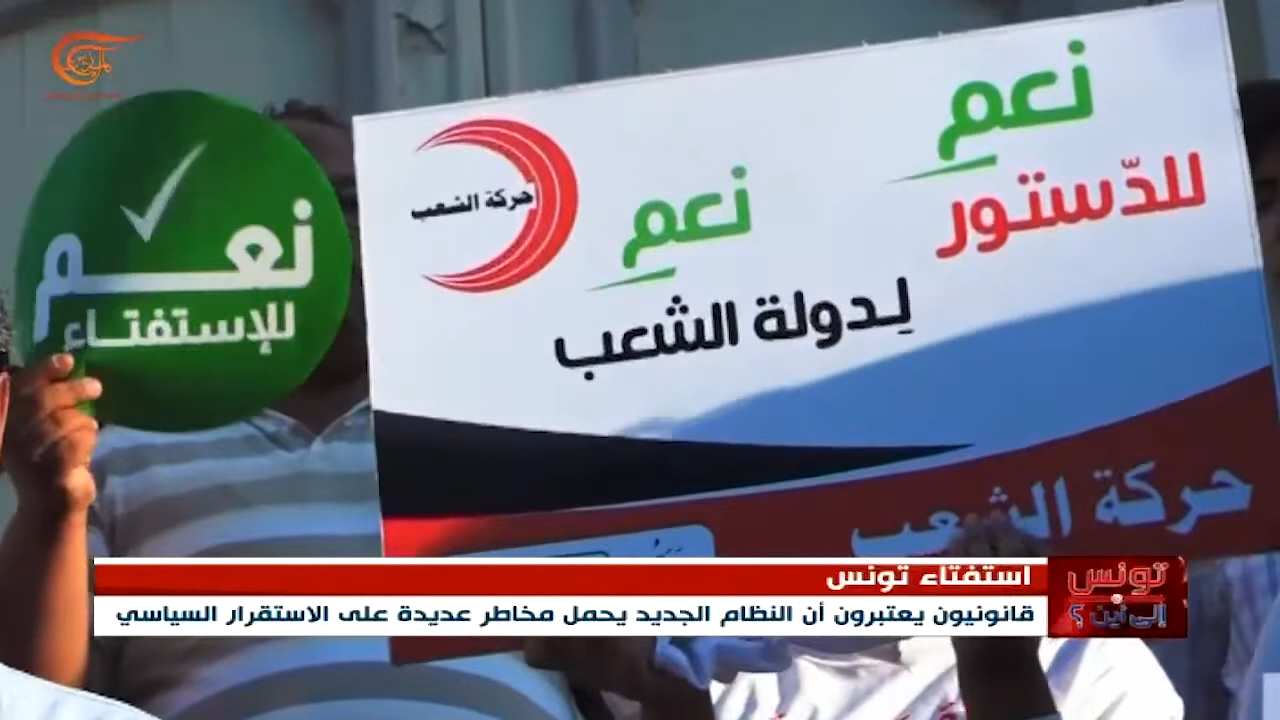 الميادين
نعم
للدّستور
نعم
لِدولة الشعب
حركة الشعب
حركة الشعب
نعم
للإستفتاء
تونس
إلى أين ؟
استفتاء تونس
قانونيون يعتبرون أن النظام الجديد يحمل مخاطر عديدة على الاستقرار السياسي